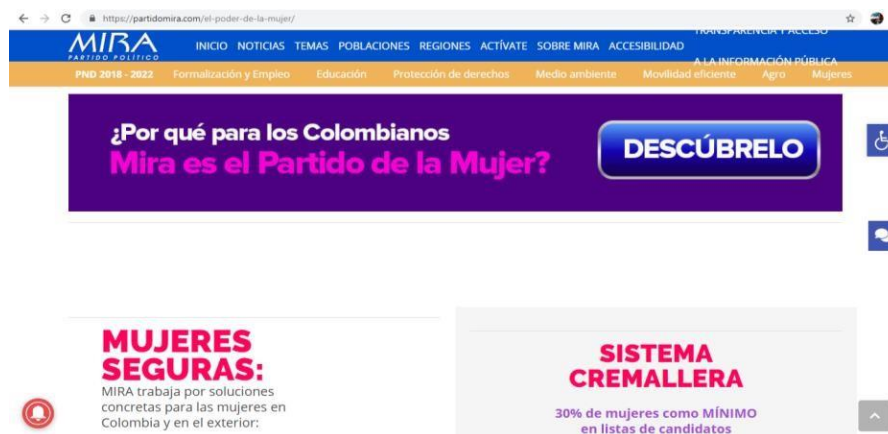 https://partidomira.com/el-poder-de-la-mujer/
MIRA
PARTIDO POLÍTICO
INICIO NOTICIAS TEMAS POBLACIONES REGIONES ACTÍVATE SOBRE MIRA ACCESIBILIDAD
TRANSPARENCIA Y ACCESO
A LA INFORMACIÓN PÚBLICA
PND 2018 - 2022 Formalización y Empleo Educación Protección de derechos Medio ambiente Movilidad eficiente Agro Mujeres
¿Por qué para los Colombianos
Mira es el Partido de la Mujer?
DESCÚBRELO
MUJERES
SEGURAS:
MIRA trabaja por soluciones
concretas para las mujeres en
Colombia y en el exterior:
SISTEMA
CREMALLERA
30% de mujeres como MÍNIMO
en listas de candidatos